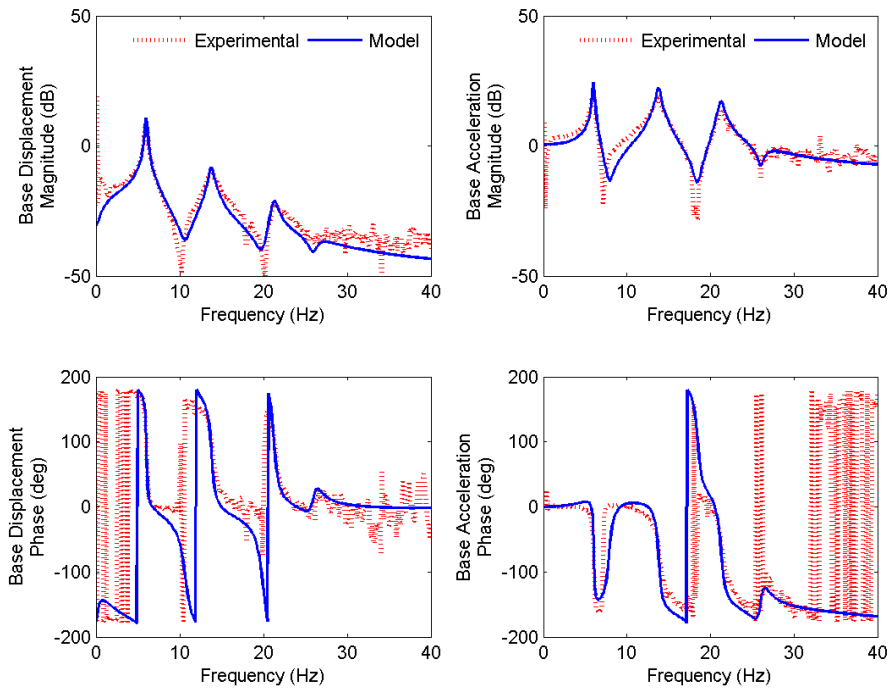 Experimental Model
50
0
-50
Base Displacement
Magnitude (dB)
0 10 20 30 40
Frequency (Hz)
Experimental Model
50
0
-50
Base Acceleration
Magnitude (dB)
0 10 20 30 40
Frequency (Hz)
200
100
0
-100
-200
Base Displacement
Phase (deg)
0 10 20 30 40
Frequency (Hz)
200
100
0
-100
-200
Base Acceleration
Phase (deg)
0 10 20 30 40
Frequency (Hz)